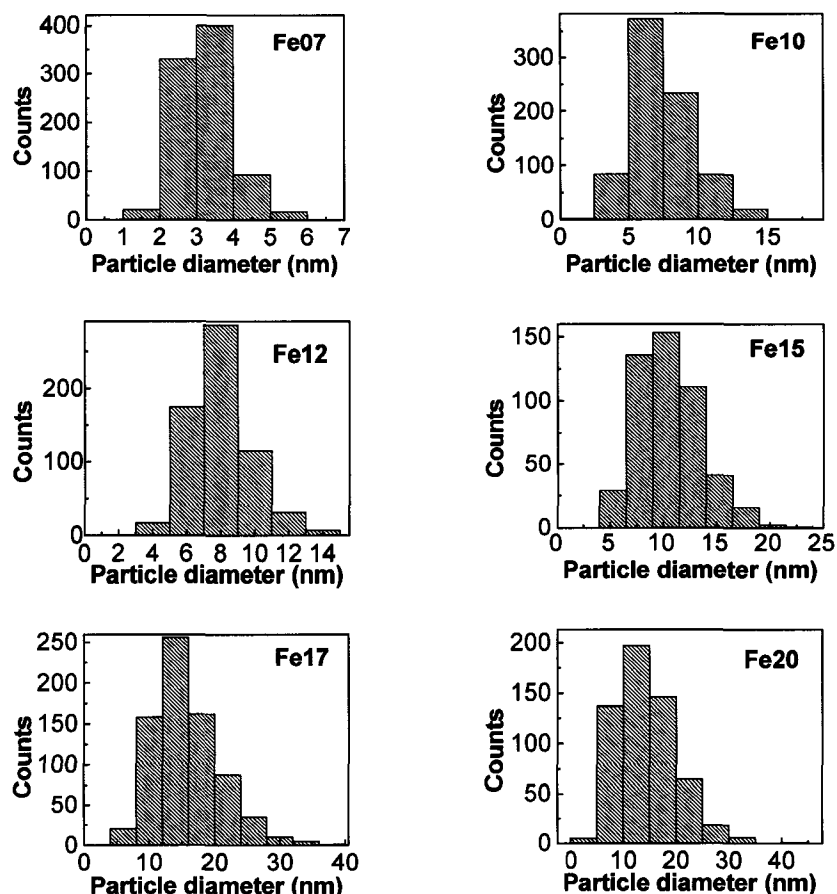 Fe07
400
300
200
100
0
Counts
0 1 2 3 4 5 6 7
Particle diameter (nm)
Fe10
300
200
100
0
Counts
0 5 10 15
Particle diameter (nm)
Fe12
200
100
0
Counts
0 2 4 6 8 10 12 14
Particle diameter (nm)
Fe15
150
100
50
0
Counts
0 5 10 15 20 25
Particle diameter (nm)
Fe17
250
200
150
100
50
0
Counts
0 10 20 30 40
Particle diameter (nm)
Fe20
200
150
100
50
0
Counts
0 10 20 30 40
Particle diameter (nm)